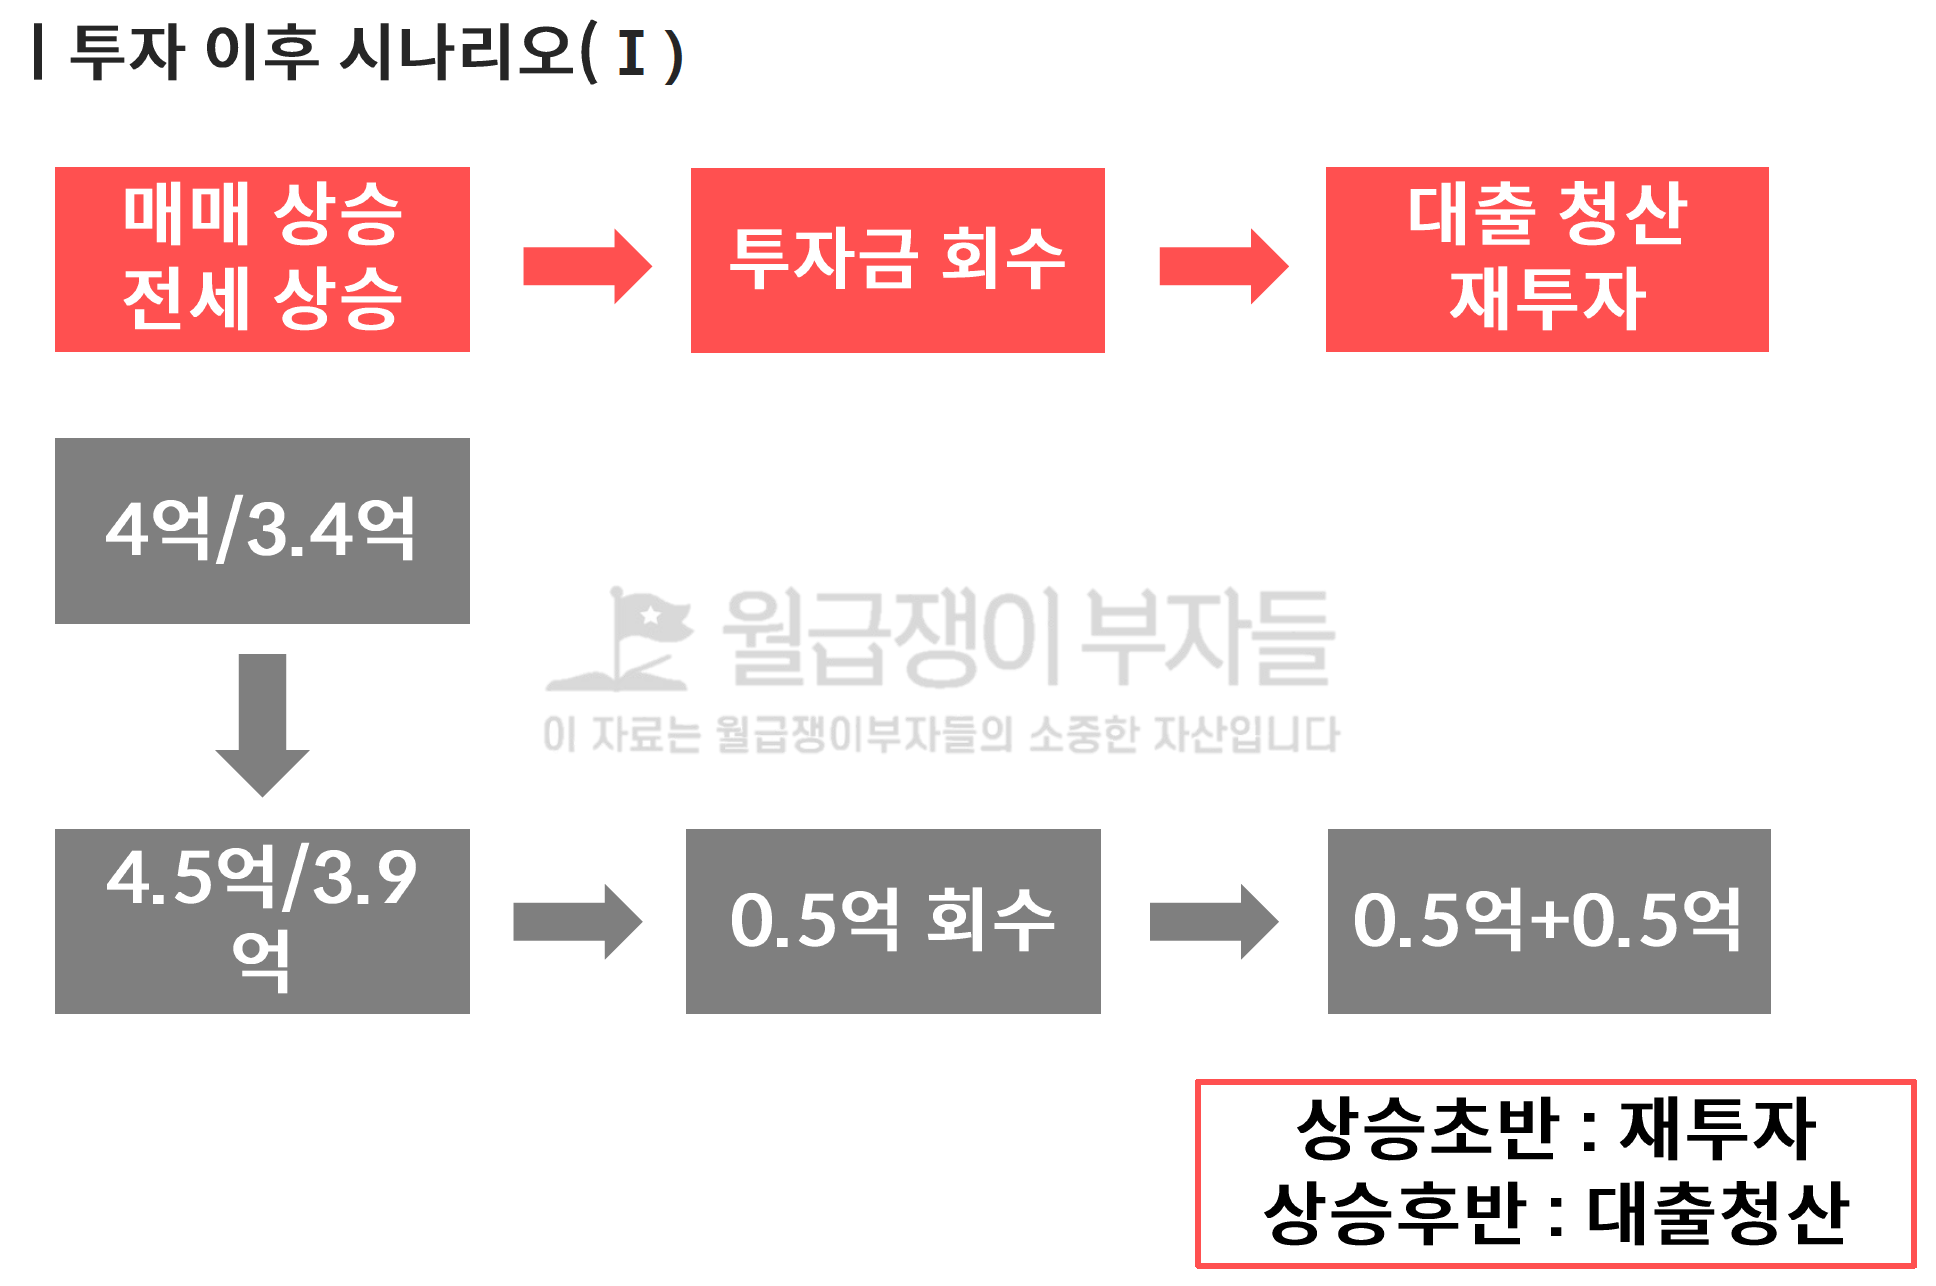 | 투자 이후 시나리오(Ⅰ)
매매 상승
전세 상승
투자금 회수
대출 청산
재투자
4억/3.4억
월급쟁이 부자들
이 자료는 월급쟁이부자들의 소중한 자산입니다
4.5억/3.9
억
0.5억 회수
0.5억+0.5억
상승초반 : 재투자
상승후반 : 대출청산